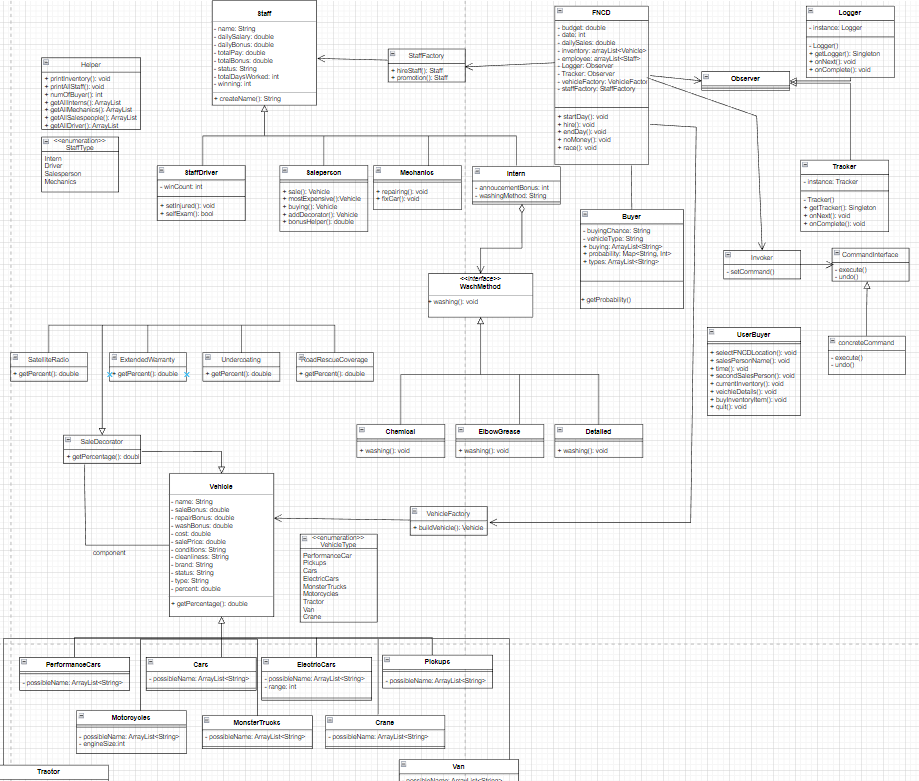 Staff
- name: String
- dailySalary: double
- dailyBonus: double
- totalPay: double
- totalBonus: double
- status: String
- totalDaysWorked: int
- winning: int
+ createName(): String
Helper
+ printInventory(): void
+ printAllStaff(): void
+ numOfBuyer(): int
+ getAllInterns(): ArrayList
+ getAllMechanics(): ArrayList
+ getAllSalespeople(): ArrayList
+ getAllDriver(): ArrayList
<<enumeration>>
StaffType
Intern
Driver
Salesperson
Mechanics
StaffFactory
+ hireStaff(): Staff
+ promotion(): Staff
FNCD
- budget: double
- date: int
- dailySales: double
- inventory: arrayList<Vehicle>
- employee: arrayList<Staff>
- Logger: Observer
- Tracker: Observer
- vehicleFactory: VehicleFactor
- staffFactory: StaffFactory
+ startDay(): void
+ hire(): void
+ endDay(): void
+ noMoney(): void
+ race(): void
Logger
- instance: Logger
- Logger()
+ getLogger(): Singleton
+ onNext(): void
+ onComplete(): void
Observer
Tracker
- instance: Tracker
- Tracker()
+ getTracker(): Singleton
+ onNext(): void
+ onComplete(): void
StaffDriver
- winCount: int
+ setInjured(): void
+ selfExam(): bool
Saleperson
+ sale(): Vehicle
+ mostExpensive():Vehicle
+ buying(): Vehicle
+ addDecorator(): Vehicle
+ bonusHelper(): double
Mechanics
+ repairing(): void
+ fixCar(): void
Intern
- annoucementBonus: int
- washingMethod: String
Buyer
- buyingChance: String
- vehicleType: String
+ buying: ArrayList<String>
+ probability: Map<String, Int>
+ types: ArrayList<String>
+ getProbability()
Invoker
- setCommand()
CommandInterface
- execute()
- undo()
concreteCommand
- execute()
- undo()
<<interface>>
WashMethod
+ washing(): void
UserBuyer
+ selectFNCDLocation(): void
+ salesPersonName(): void
+ time(): void
+ secondSalesPerson(): void
+ currentInventory(): void
+ veichleDetails(): void
+ buyInventoryItem(): void
+ quit(): void
SatelliteRadio
+ getPercent(): double
ExtendedWarranty
+ getPercent(): double
Undercoating
+ getPercent(): double
RoadRescueCoverage
+ getPercent(): double
Chemical
+ washing(): void
ElbowGrease
+ washing(): void
Detailed
+ washing(): void
SaleDecorator
+ getPercentage(): doubl
component
Vehicle
- name: String
- saleBonus: double
- repairBonus: double
- washBonus: double
- cost: double
- salePrice: double
- conditions: String
- cleanliness: String
- brand: String
- status: String
- type: String
- percent: double
+ getPercentage(): double
VehicleFactory
+ buildVehicle(): Vehicle
<<enumeration>>
VehicleType
PerformanceCar
Pickups
Cars
ElectricCars
MonsterTrucks
Motorcycles
Tractor
Van
Crane
PerformanceCars
- possibleName: ArrayList<String>
Cars
- possibleName: ArrayList<String>
ElectricCars
- possibleName: ArrayList<String>
- range: int
Pickups
- possibleName: ArrayList<String>
Motorcycles
- possibleName: ArrayList<String>
- engineSize:int
MonsterTrucks
- possibleName: ArrayList<String>
Crane
- possibleName: ArrayList<String>
Tractor
Van
- possibleName: ArrayList<String>